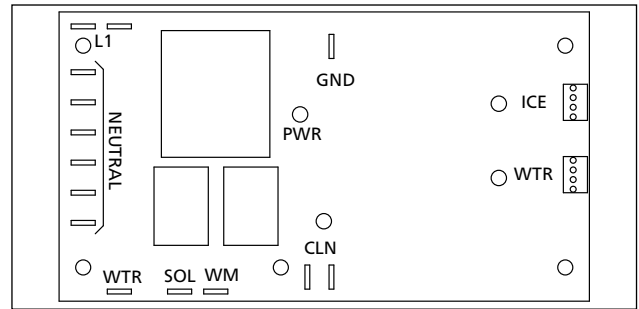 L1
GND
ICE
PWR
NEUTRAL
WTR
CLN
WTR SOL WM